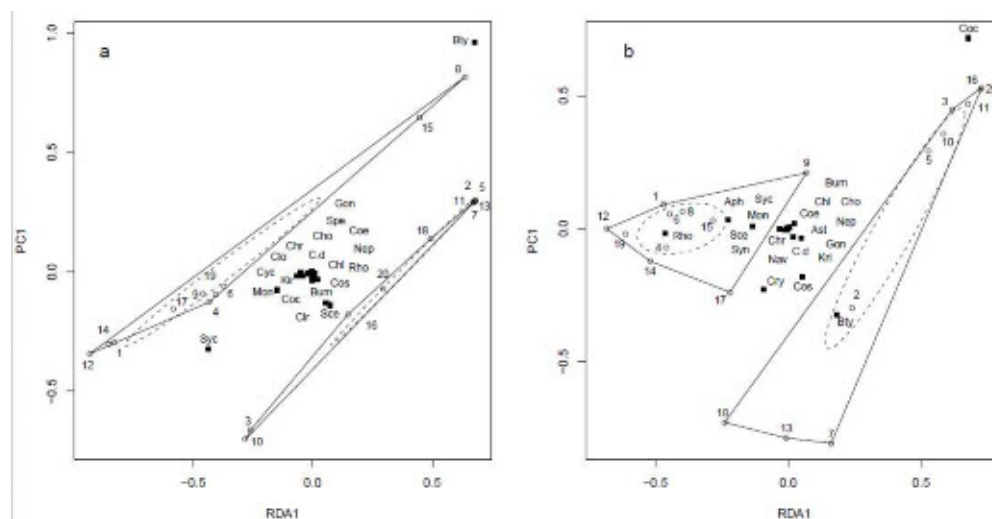 a
Bty
8
15
2
5
11
13
7
18
20
16
Gon
Spe
Cho
Coe
Chr
Nep
Clo
C.d
Cyc
Chl
Rho
Kir
Cos
Mon
Coc
Bum
Clr
Sce
Syc
19
17
9
6
4
14
1
12
3
10
1.0
0.5
0.0
−0.5
PC1
−0.5
0.0
0.5
RDA1
b
Coc
16
3
11
10
5
9
Bum
Aph
Syc
Chl
Cho
Mon
Coe
Nep
Sce
Ast
Rho
Chr
C.d
Gon
Syn
Nav
Kri
Cry
Cos
1
12
6
8
15
19
4
14
17
2
Bty
18
13
7
0.5
0.0
−0.5
PC1
−0.5
0.0
0.5
RDA1